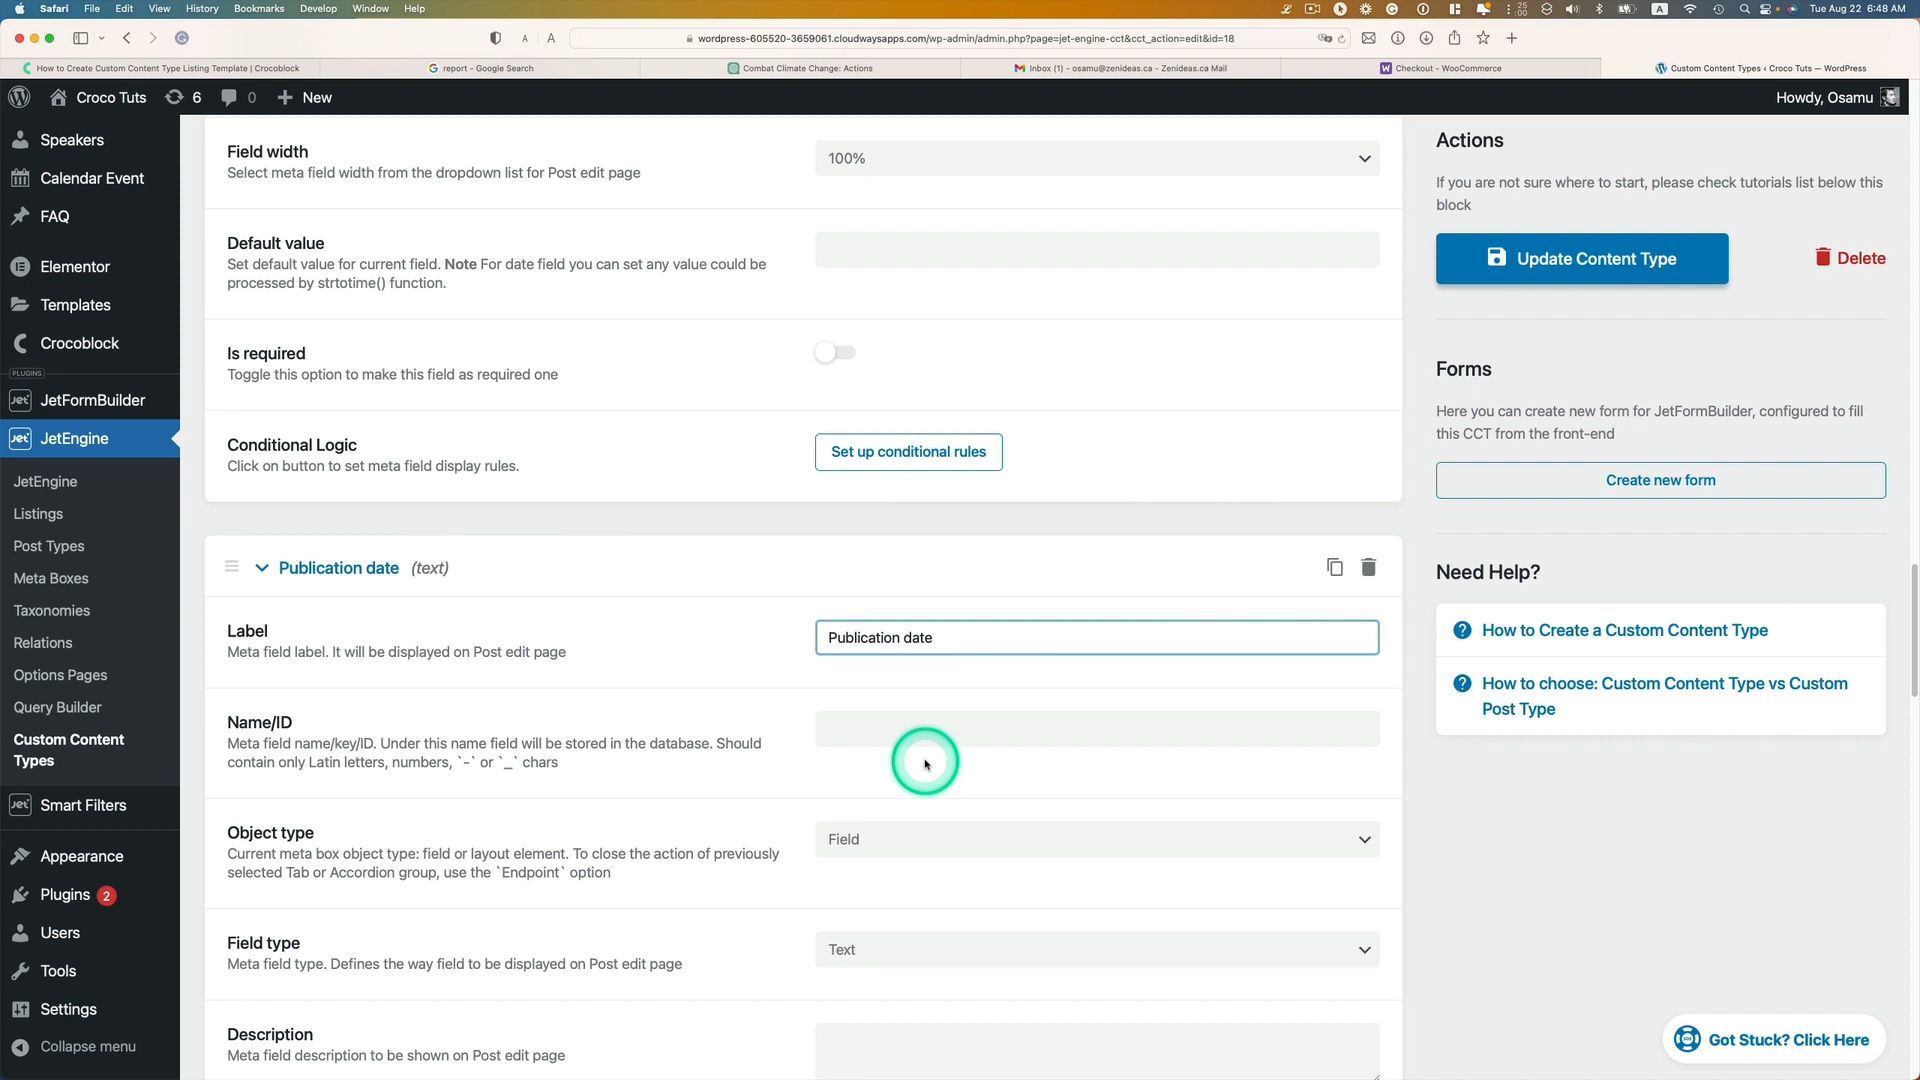 Safari File Edit View History Bookmarks Develop Window Help
25
00
A
Tue Aug 22 6:48 AM
A A
wordpress-605520-3659061.cloudwaysapps.com/wp-admin/admin.php?page=jet-engine-cct&cct_action=edit&id=18
How to Create Custom Content Type Listing Template | Crocoblock
report - Google Search
Combat Climate Change: Actions
Inbox (1) - osamu@zenideas.ca - Zenideas.ca Mail
Checkout - WooCommerce
Custom Content Types ‹ Croco Tuts — WordPress
Croco Tuts 6 0 New
Howdy, Osamu
Speakers
Calendar Event
FAQ
Elementor
Templates
Crocoblock
PLUGINS
JetFormBuilder
JetEngine
JetEngine
Listings
Post Types
Meta Boxes
Taxonomies
Relations
Options Pages
Query Builder
Custom Content
Types
Smart Filters
Appearance
Plugins 2
Users
Tools
Settings
Collapse menu
Field width
Select meta field width from the dropdown list for Post edit page
100%
Default value
Set default value for current field. Note For date field you can set any value could be
processed by strtotime() function.
Is required
Toggle this option to make this field as required one
Conditional Logic
Click on button to set meta field display rules.
Set up conditional rules
Publication date (text)
Label
Meta field label. It will be displayed on Post edit page
Publication date
Name/ID
Meta field name/key/ID. Under this name field will be stored in the database. Should
contain only Latin letters, numbers, `-` or `_` chars
Object type
Current meta box object type: field or layout element. To close the action of previously
selected Tab or Accordion group, use the `Endpoint` option
Field
Field type
Meta field type. Defines the way field to be displayed on Post edit page
Text
Description
Meta field description to be shown on Post edit page
Actions
If you are not sure where to start, please check tutorials list below this
block
Update Content Type
Delete
Forms
Here you can create new form for JetFormBuilder, configured to fill
this CCT from the front-end
Create new form
Need Help?
How to Create a Custom Content Type
How to choose: Custom Content Type vs Custom
Post Type
Got Stuck? Click Here